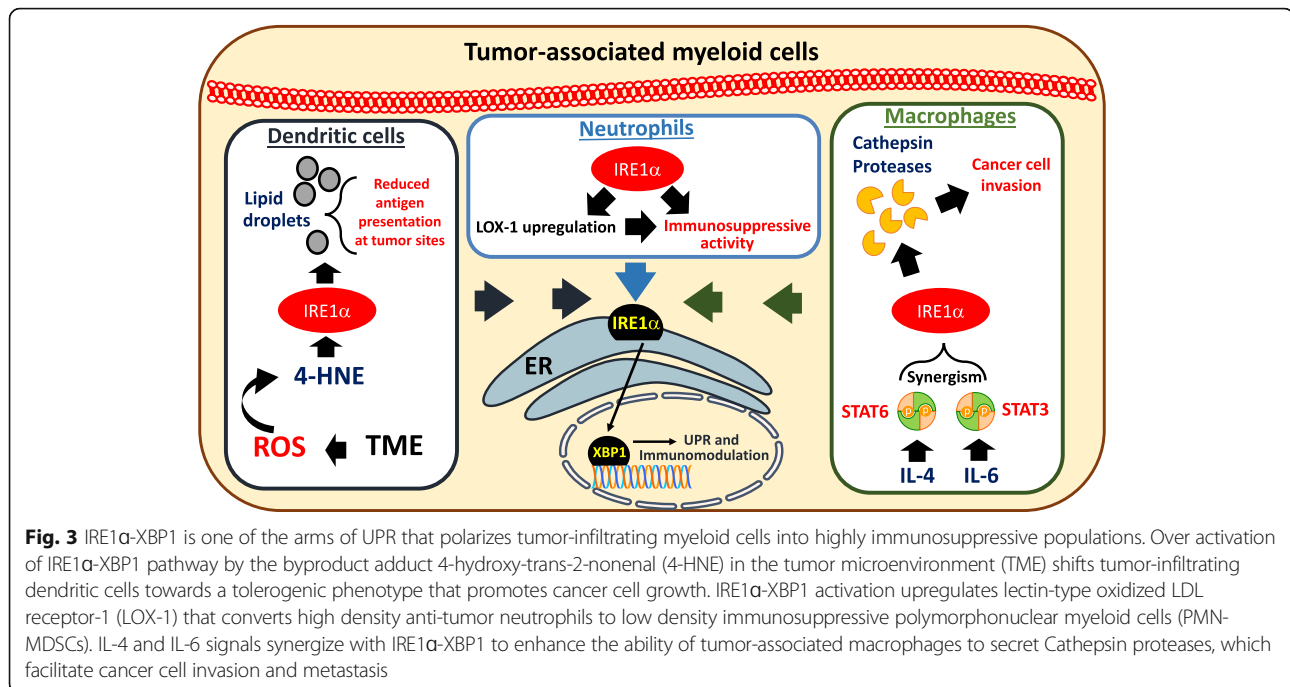 Tumor-associated myeloid cells
Dendritic cells
Lipid
droplets
Reduced
antigen
presentation
at tumor sites
IRE1α
4-HNE
ROS
TME
Neutrophils
IRE1α
LOX-1 upregulation
Immunosuppressive
activity
IRE1α
ER
XBP1
UPR and
Immunomodulation
Macrophages
Cathepsin
Proteases
Cancer cell
invasion
IRE1α
Synergism
STAT6
P P
P P
STAT3
IL-4
IL-6
Fig. 3 IRE1α-XBP1 is one of the arms of UPR that polarizes tumor-infiltrating myeloid cells into highly immunosuppressive populations. Over activation
of IRE1α-XBP1 pathway by the byproduct adduct 4-hydroxy-trans-2-nonenal (4-HNE) in the tumor microenvironment (TME) shifts tumor-infiltrating
dendritic cells towards a tolerogenic phenotype that promotes cancer cell growth. IRE1α-XBP1 activation upregulates lectin-type oxidized LDL
receptor-1 (LOX-1) that converts high density anti-tumor neutrophils to low density immunosuppressive polymorphonuclear myeloid cells (PMN-
MDSCs). IL-4 and IL-6 signals synergize with IRE1α-XBP1 to enhance the ability of tumor-associated macrophages to secret Cathepsin proteases, which
facilitate cancer cell invasion and metastasis